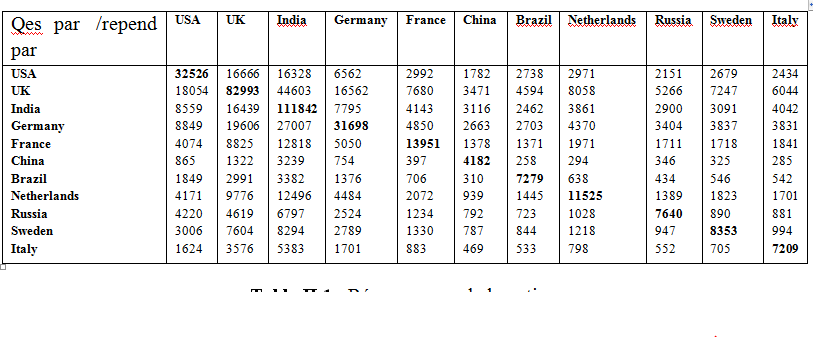 Qes par /repend par USA UK India Germany France China Brazil Netherlands Russia Sweden Italy
USA 32526 16666 16328 6562 2992 1782 2738 2971 2151 2679 2434
UK 18054 82993 44603 16562 7680 3471 4594 8058 5266 7247 6044
India 8559 16439 111842 7795 4143 3116 2462 3861 2900 3091 4042
Germany 8849 19606 27007 31698 4850 2663 2703 4370 3404 3837 3831
France 4074 8825 12818 5050 13951 1378 1371 1971 1711 1718 1841
China 865 1322 3239 754 397 4182 258 294 346 325 285
Brazil 1849 2991 3382 1376 706 310 7279 638 434 546 542
Netherlands 4171 9776 12496 4484 2072 939 1445 11525 1389 1823 1701
Russia 4220 4619 6797 2524 1234 792 723 1028 7640 890 881
Sweden 3006 7604 8294 2789 1330 787 844 1218 947 8353 994
Italy 1624 3576 5383 1701 883 469 533 798 552 705 7209